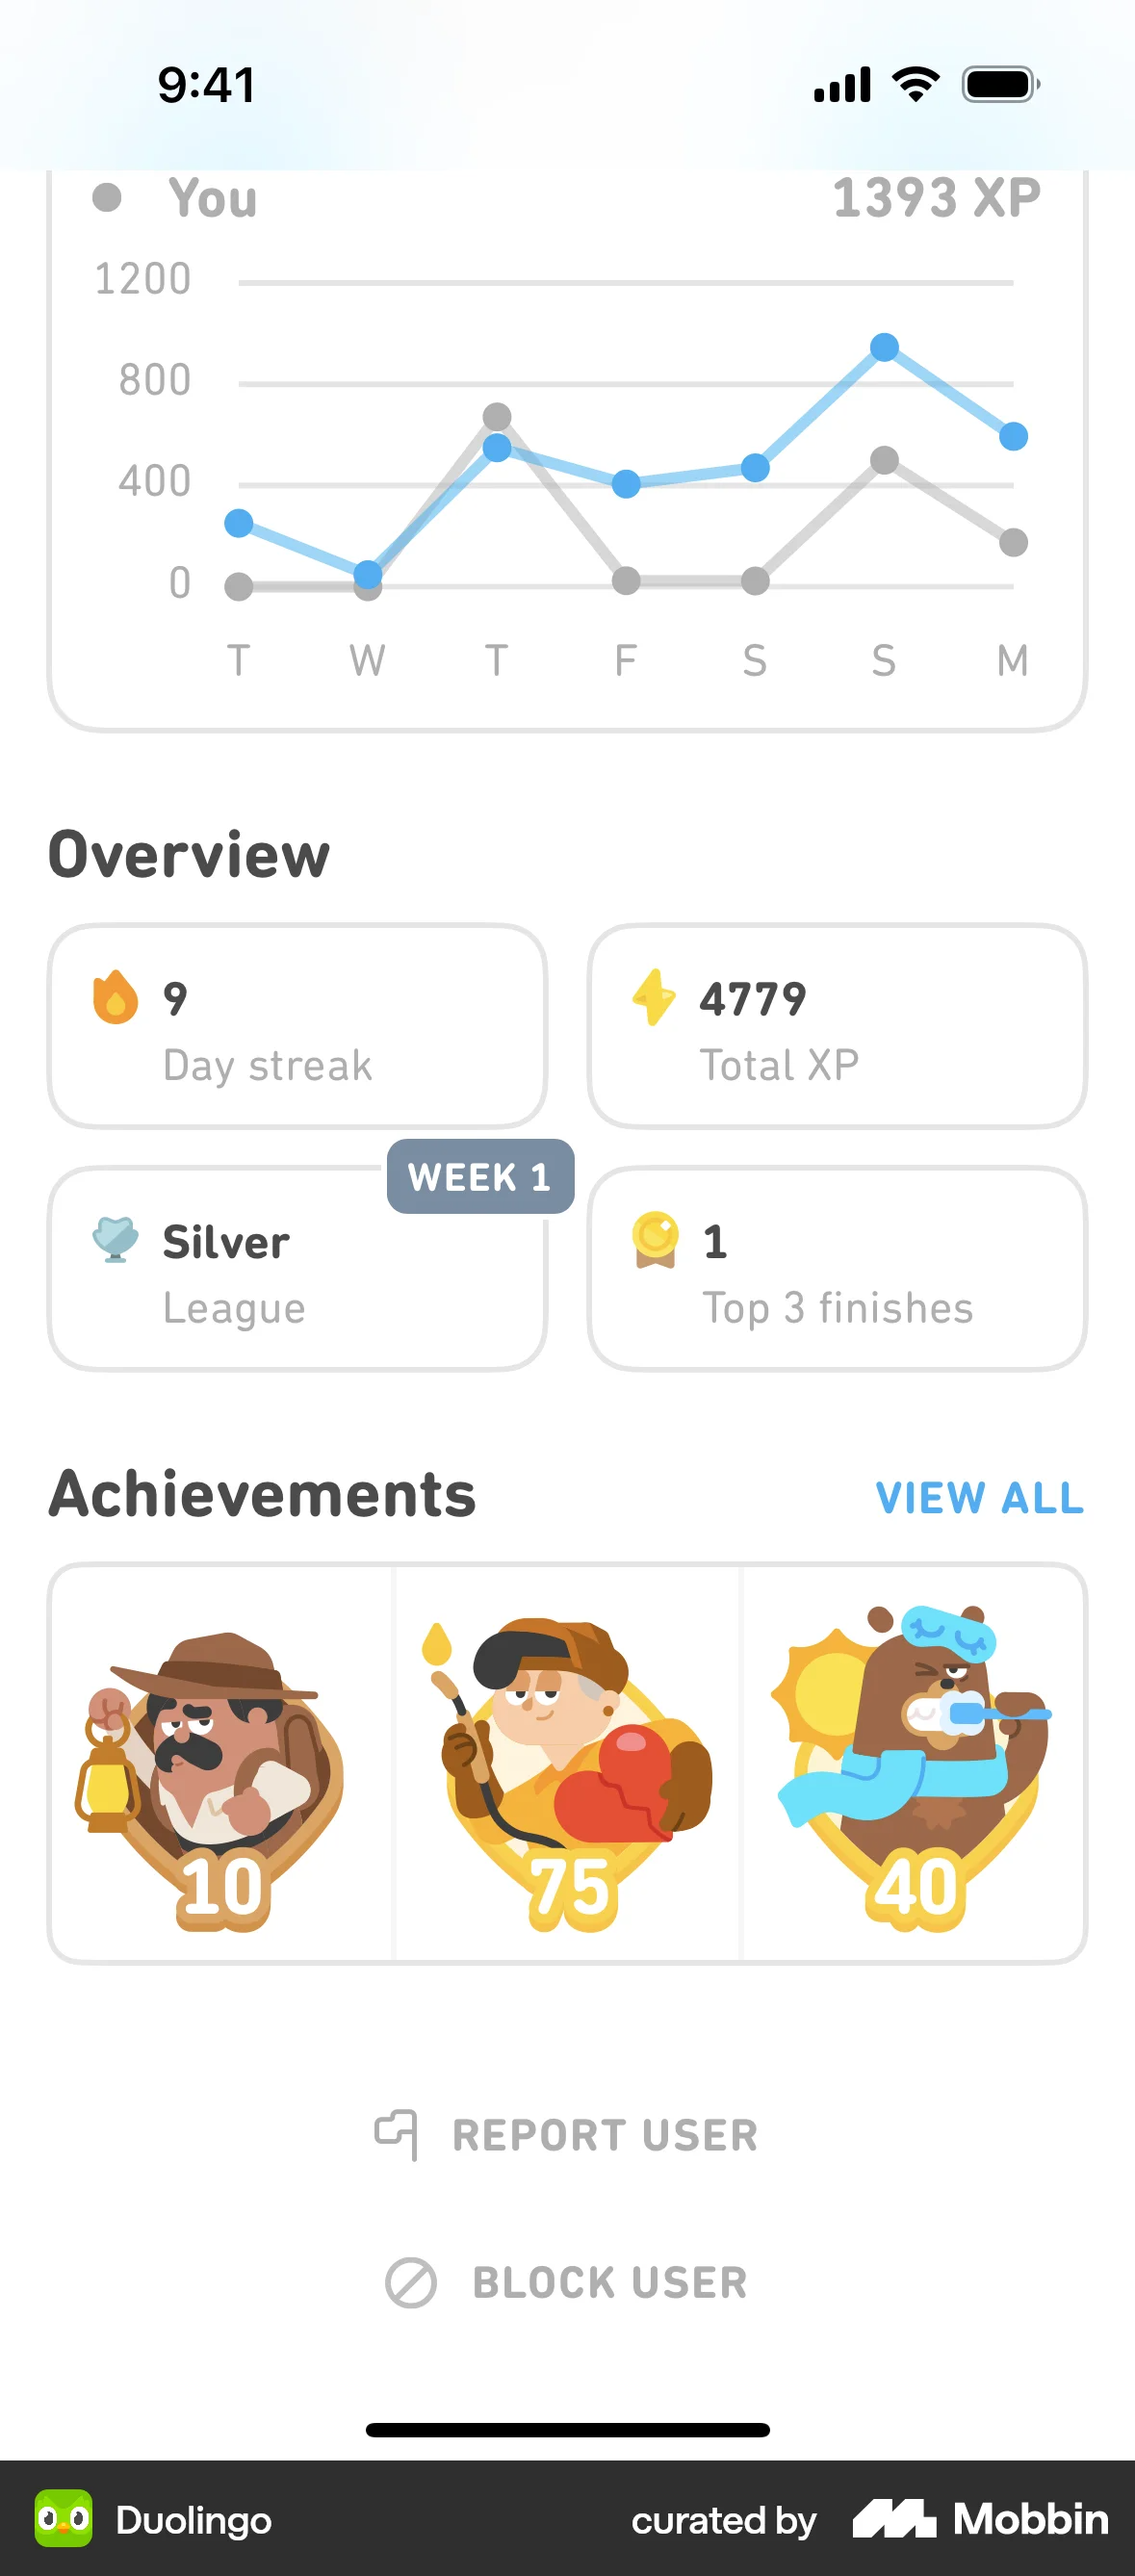 9:41
You 1393 XP
1200
800
400
0
T W T F S S M
Overview
9
Day streak
4779
Total XP
WEEK 1
Silver
League
1
Top 3 finishes
Achievements VIEW ALL
10 75 40
REPORT USER
BLOCK USER
Duolingo curated by Mobbin